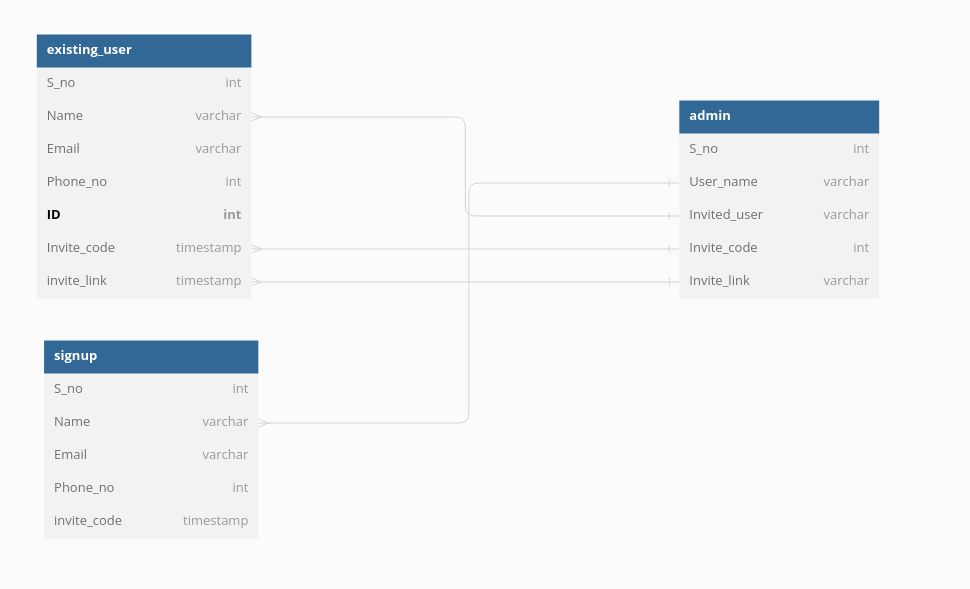 existing_user
S_no int
Name varchar
Email varchar
Phone_no int
ID int
Invite_code timestamp
invite_link timestamp
admin
S_no int
User_name varchar
Invited_user varchar
Invite_code int
Invite_link varchar
signup
S_no int
Name varchar
Email varchar
Phone_no int
invite_code timestamp